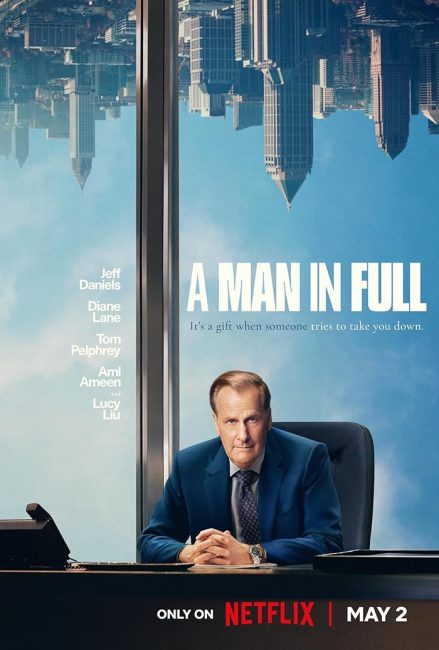 Jeff
Daniels
Diane
Lane
Tom
Pelphrey
Aml
Ameen
and
Lucy
Liu
A MAN IN FULL
It's a gift when someone tries to take you down.
ONLY ON NETFLIX | MAY 2